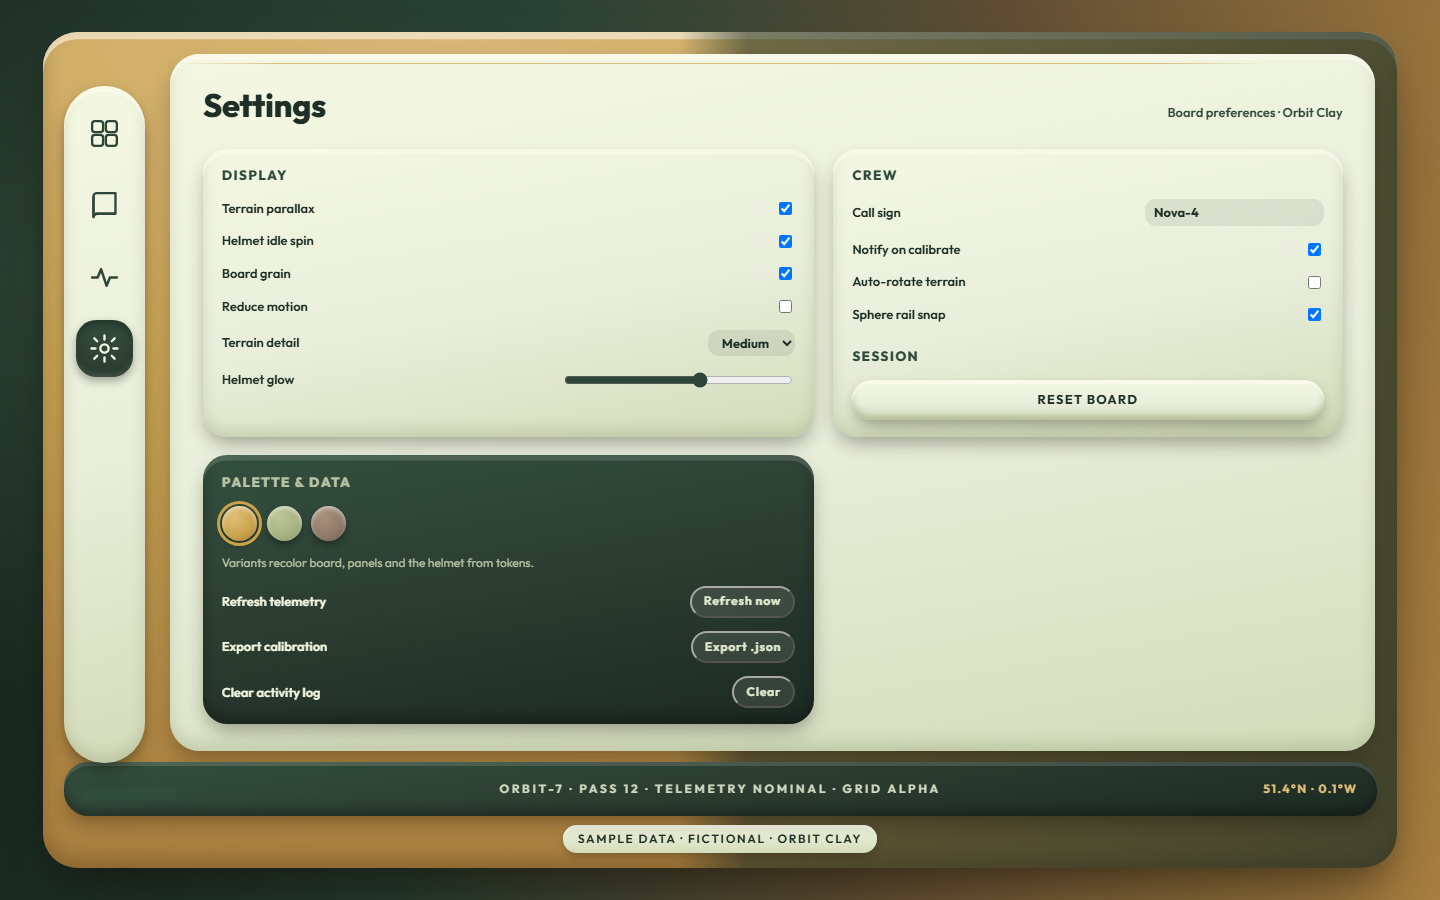 Settings
Board preferences · Orbit Clay
DISPLAY
Terrain parallax
Helmet idle spin
Board grain
Reduce motion
Terrain detail
Medium
Helmet glow
CREW
Call sign
Nova-4
Notify on calibrate
Auto-rotate terrain
Sphere rail snap
SESSION
RESET BOARD
PALETTE & DATA
Variants recolor board, panels and the helmet from tokens.
Refresh telemetry
Refresh now
Export calibration
Export .json
Clear activity log
Clear
ORBIT-7 · PASS 12 · TELEMETRY NOMINAL · GRID ALPHA
51.4°N · 0.1°W
SAMPLE DATA · FICTIONAL · ORBIT CLAY